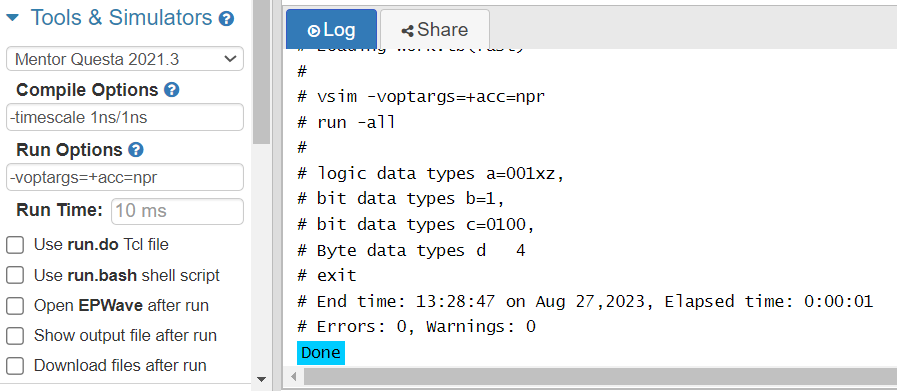 Tools & Simulators
Mentor Questa 2021.3
Compile Options
-timescale 1ns/1ns
Run Options
-voptargs=+acc=npr
Run Time: 10 ms
Use run.do Tcl file
Use run.bash shell script
Open EPWave after run
Show output file after run
Download files after run
Log
Share
# Loading work.tb(fast)
#
# vsim -voptargs=+acc=npr
# run -all
#
# logic data types a=001xz,
# bit data types b=1,
# bit data types c=0100,
# Byte data types d   4
# exit
# End time: 13:28:47 on Aug 27,2023, Elapsed time: 0:00:01
# Errors: 0, Warnings: 0
Done